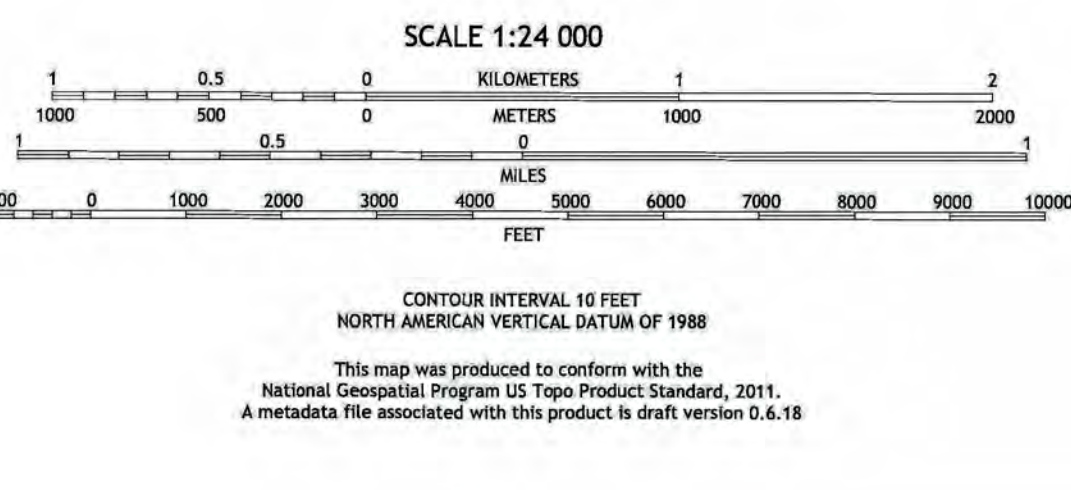 SCALE 1:24 000
1 0.5 0 KILOMETERS 1 2
1000 500 0 METERS 1000 2000
1 0.5 0 1
MILES
00 0 1000 2000 3000 4000 5000 6000 7000 8000 9000 10000
FEET
CONTOUR INTERVAL 10 FEET
NORTH AMERICAN VERTICAL DATUM OF 1988
This map was produced to conform with the
National Geospatial Program US Topo Product Standard, 2011.
A metadata file associated with this product is draft version 0.6.18